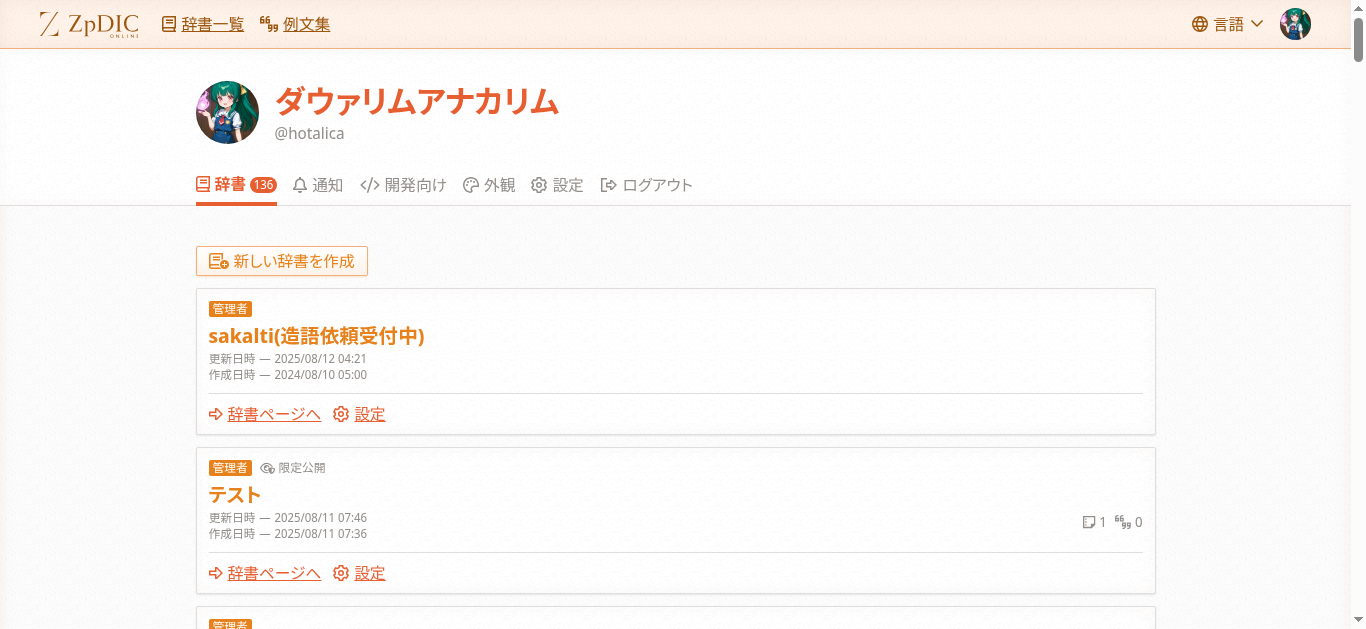 ZpDIC ONLINE 辞書一覧 例文集 言語
ダウァリムアナカリム
@hotalica
辞書 136 通知 開発向け 外観 設定 ログアウト
新しい辞書を作成
管理者
sakalti(造語依頼受付中)
更新日時 — 2025/08/12 04:21
作成日時 — 2024/08/10 05:00
辞書ページへ 設定
管理者 限定公開
テスト
更新日時 — 2025/08/11 07:46
作成日時 — 2025/08/11 07:36
1 0
辞書ページへ 設定
管理者